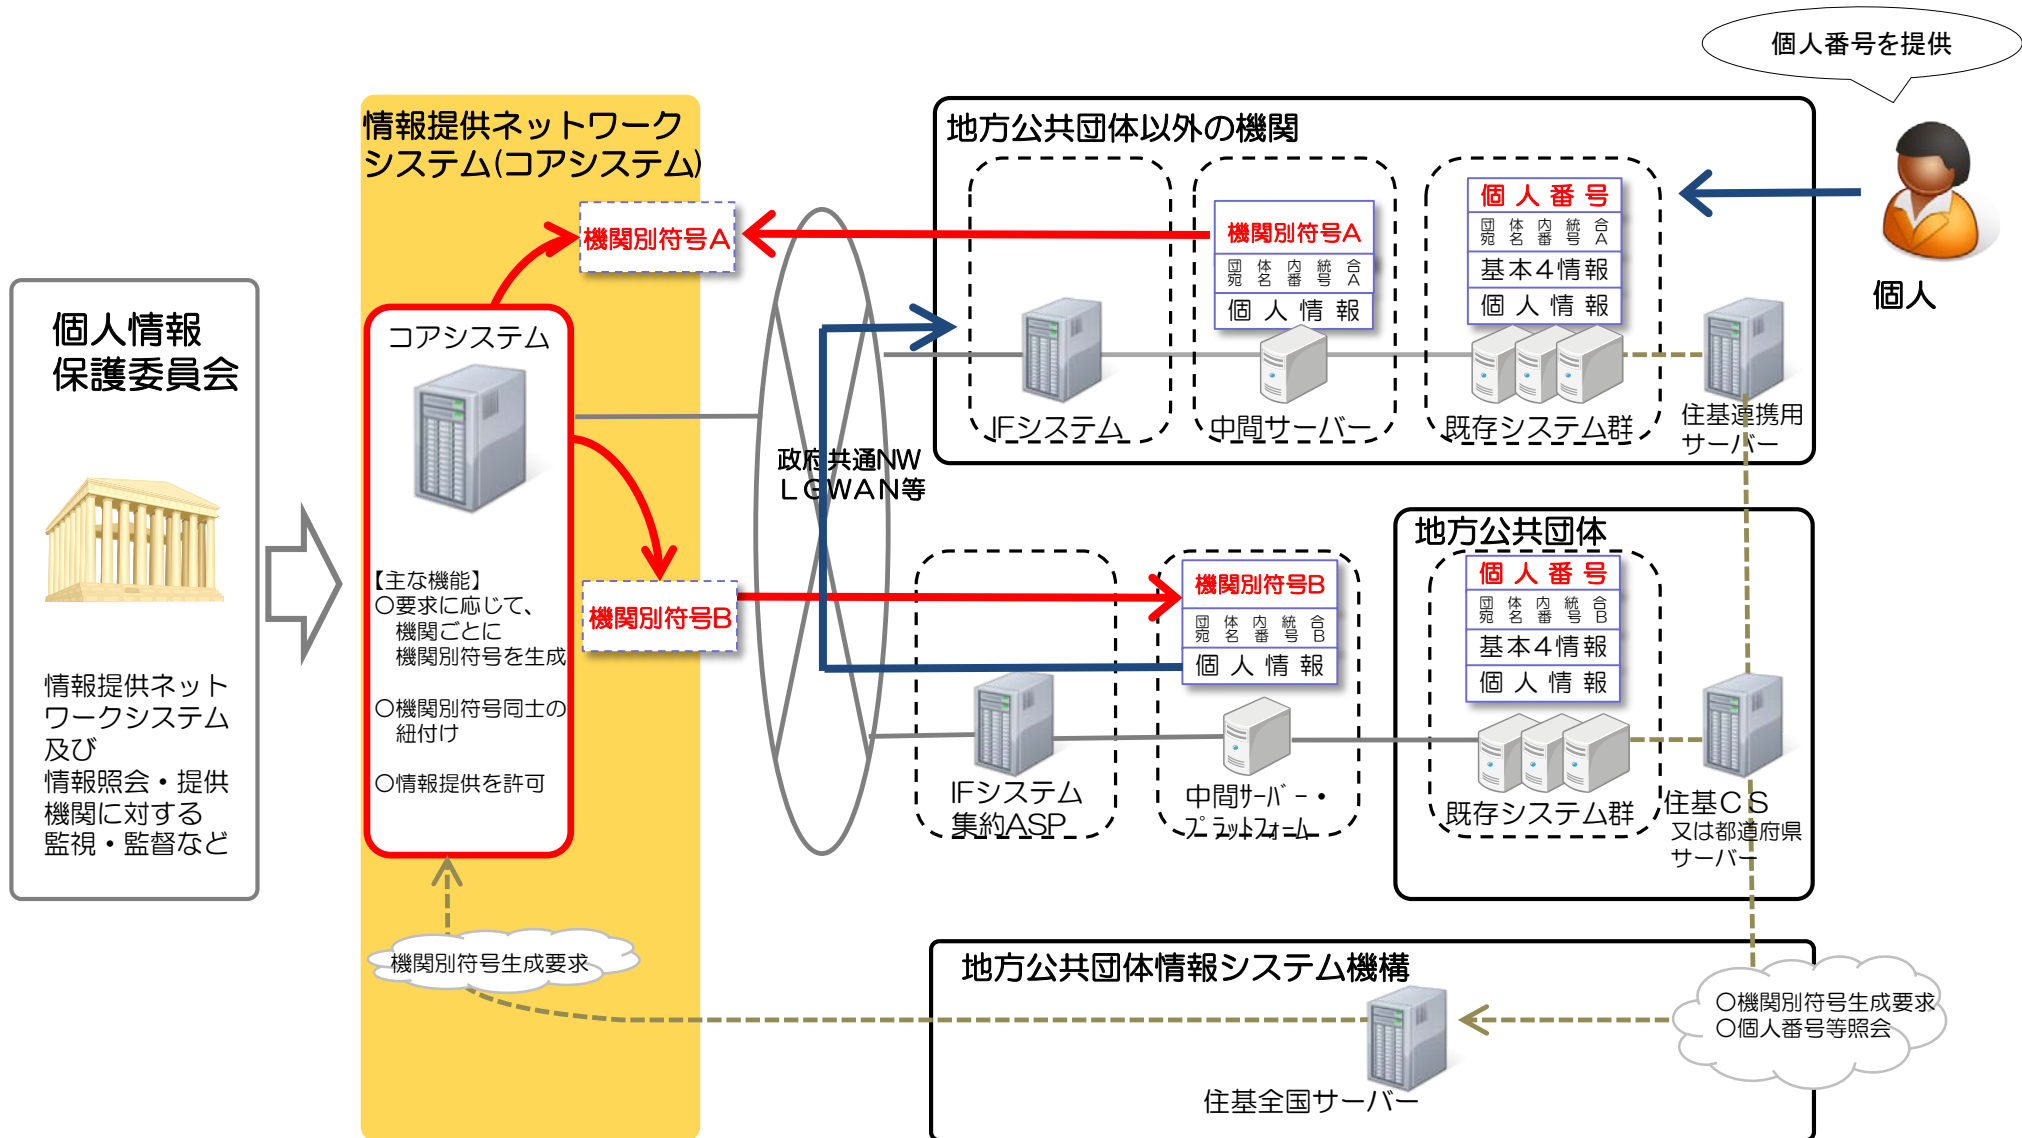 個人番号を提供
情報提供ネットワーク
システム(コアシステム)
地方公共団体以外の機関
機関別符号A
機関別符号A
団体内統合
宛名番号A
個人情報
個人番号
団体内統合
宛名番号A
基本4情報
個人情報
個人
コアシステム
個人情報
保護委員会
IFシステム
中間サーバー
既存システム群
住基連携用
サーバー
政府共通NW
LGWAN等
地方公共団体
【主な機能】
○要求に応じて、
機関ごとに
機関別符号を生成
○機関別符号同士の
紐付け
○情報提供を許可
機関別符号B
機関別符号B
団体内統合
宛名番号B
個人情報
個人番号
団体内統合
宛名番号B
基本4情報
個人情報
情報提供ネット
ワークシステム
及び
情報照会・提供
機関に対する
監視・監督など
IFシステム
集約ASP
中間ｻｰﾊﾞｰ・
ﾌﾟﾗｯﾄﾌｫｰﾑ
既存システム群
住基CS
又は都道府県
サーバー
機関別符号生成要求
地方公共団体情報システム機構
○機関別符号生成要求
○個人番号等照会
住基全国サーバー